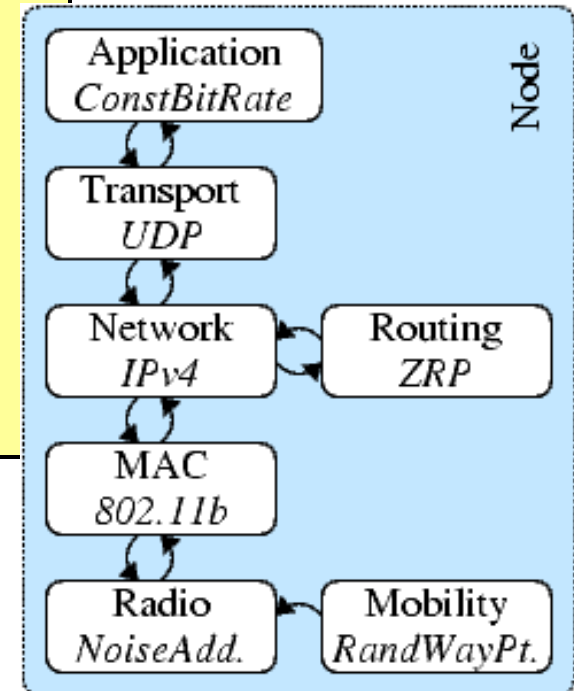 Application
ConstBitRate
Node
Transport
UDP
Network
IPv4
Routing
ZRP
MAC
802.11b
Radio
NoiseAdd.
Mobility
RandWayPt.